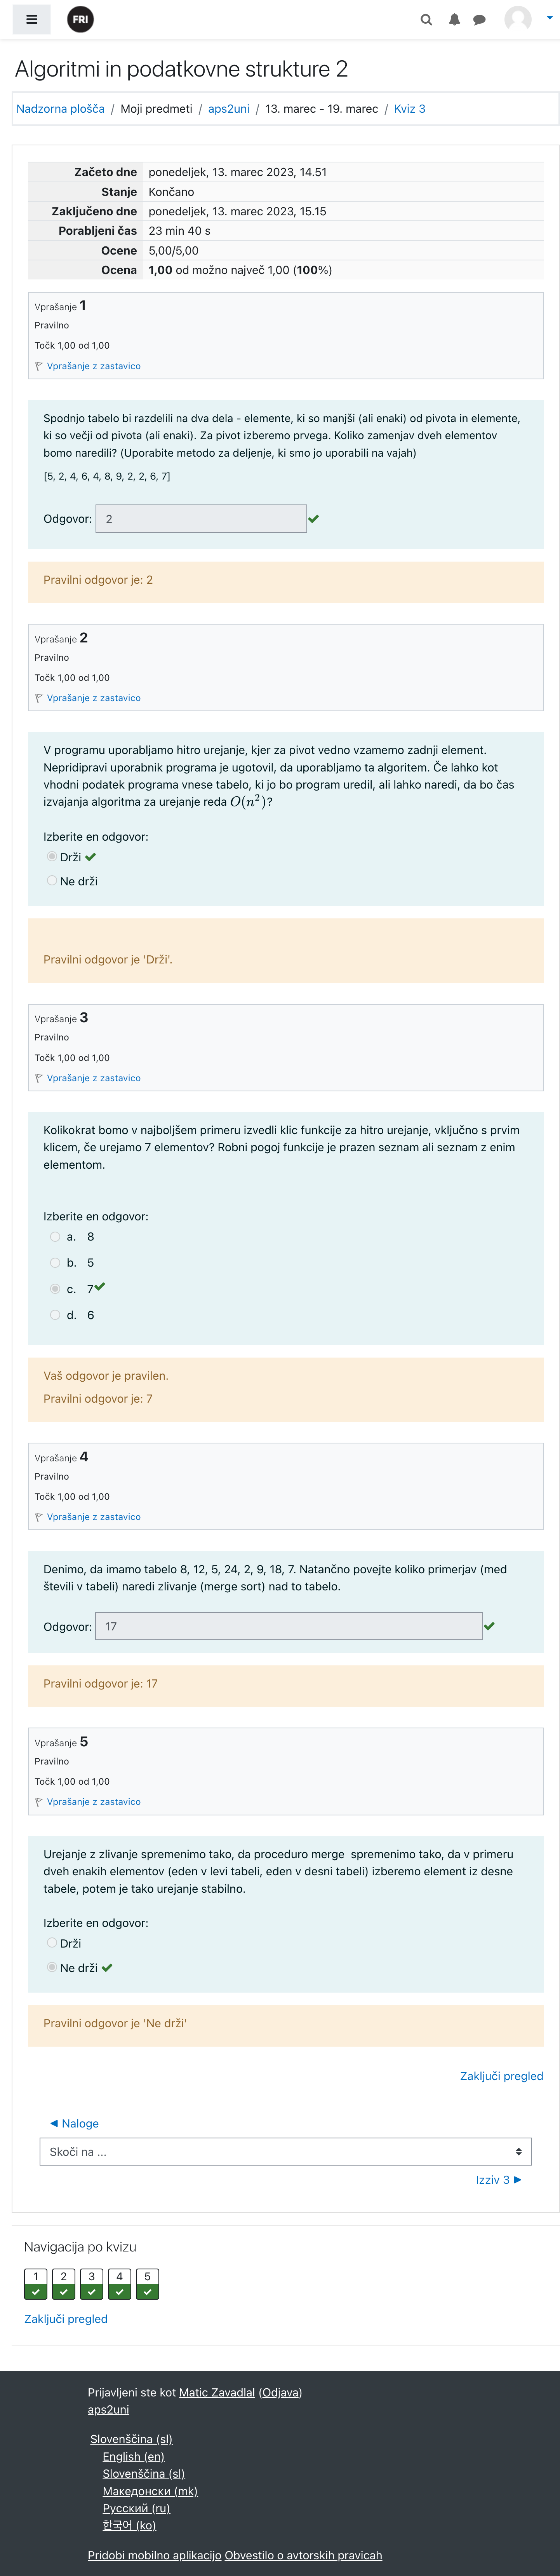 FRI
Algoritmi in podatkovne strukture 2
Nadzorna plošča / Moji predmeti / aps2uni / 13. marec - 19. marec / Kviz 3
Začeto dne ponedeljek, 13. marec 2023, 14.51
Stanje Končano
Zaključeno dne ponedeljek, 13. marec 2023, 15.15
Porabljeni čas 23 min 40 s
Ocene 5,00/5,00
Ocena 1,00 od možno največ 1,00 (100%)
Vprašanje 1
Pravilno
Točk 1,00 od 1,00
Vprašanje z zastavico
Spodnjo tabelo bi razdelili na dva dela - elemente, ki so manjši (ali enaki) od pivota in elemente,
ki so večji od pivota (ali enaki). Za pivot izberemo prvega. Koliko zamenjav dveh elementov
bomo naredili? (Uporabite metodo za deljenje, ki smo jo uporabili na vajah)
[5, 2, 4, 6, 4, 8, 9, 2, 2, 6, 7]
Odgovor: 2
Pravilni odgovor je: 2
Vprašanje 2
Pravilno
Točk 1,00 od 1,00
Vprašanje z zastavico
V programu uporabljamo hitro urejanje, kjer za pivot vedno vzamemo zadnji element.
Nepridipravi uporabnik programa je ugotovil, da uporabljamo ta algoritem. Če lahko kot
vhodni podatek programa vnese tabelo, ki jo bo program uredil, ali lahko naredi, da bo čas
izvajanja algoritma za urejanje reda O(n²)?
Izberite en odgovor:
Drži
Ne drži
Pravilni odgovor je 'Drži'.
Vprašanje 3
Pravilno
Točk 1,00 od 1,00
Vprašanje z zastavico
Kolikokrat bomo v najboljšem primeru izvedli klic funkcije za hitro urejanje, vključno s prvim
klicem, če urejamo 7 elementov? Robni pogoj funkcije je prazen seznam ali seznam z enim
elementom.
Izberite en odgovor:
a. 8
b. 5
c. 7
d. 6
Vaš odgovor je pravilen.
Pravilni odgovor je: 7
Vprašanje 4
Pravilno
Točk 1,00 od 1,00
Vprašanje z zastavico
Denimo, da imamo tabelo 8, 12, 5, 24, 2, 9, 18, 7. Natančno povejte koliko primerjav (med
števili v tabeli) naredi zlivanje (merge sort) nad to tabelo.
Odgovor: 17
Pravilni odgovor je: 17
Vprašanje 5
Pravilno
Točk 1,00 od 1,00
Vprašanje z zastavico
Urejanje z zlivanje spremenimo tako, da proceduro merge spremenimo tako, da v primeru
dveh enakih elementov (eden v levi tabeli, eden v desni tabeli) izberemo element iz desne
tabele, potem je tako urejanje stabilno.
Izberite en odgovor:
Drži
Ne drži
Pravilni odgovor je 'Ne drži'
Zaključi pregled
◀ Naloge
Skoči na ...
Izziv 3 ▶
Navigacija po kvizu
1 2 3 4 5
Zaključi pregled
Prijavljeni ste kot Matic Zavadlal (Odjava)
aps2uni
Slovenščina (sl)
English (en)
Slovenščina (sl)
Македонски (mk)
Русский (ru)
한국어 (ko)
Pridobi mobilno aplikacijo Obvestilo o avtorskih pravicah